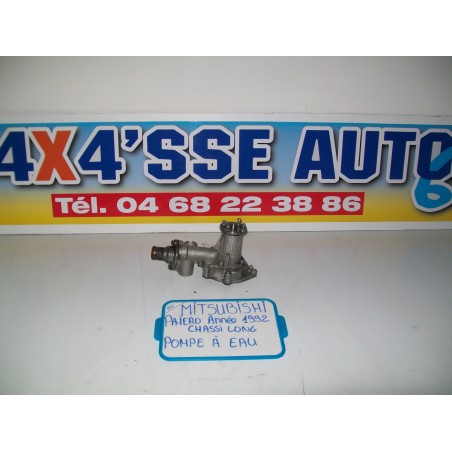 4X4'SSE AUTO
Tél. 04 68 22 38 86
MITSUBISHI
PAJERO Année 1992
CHASSI LONG
POMPE À EAU